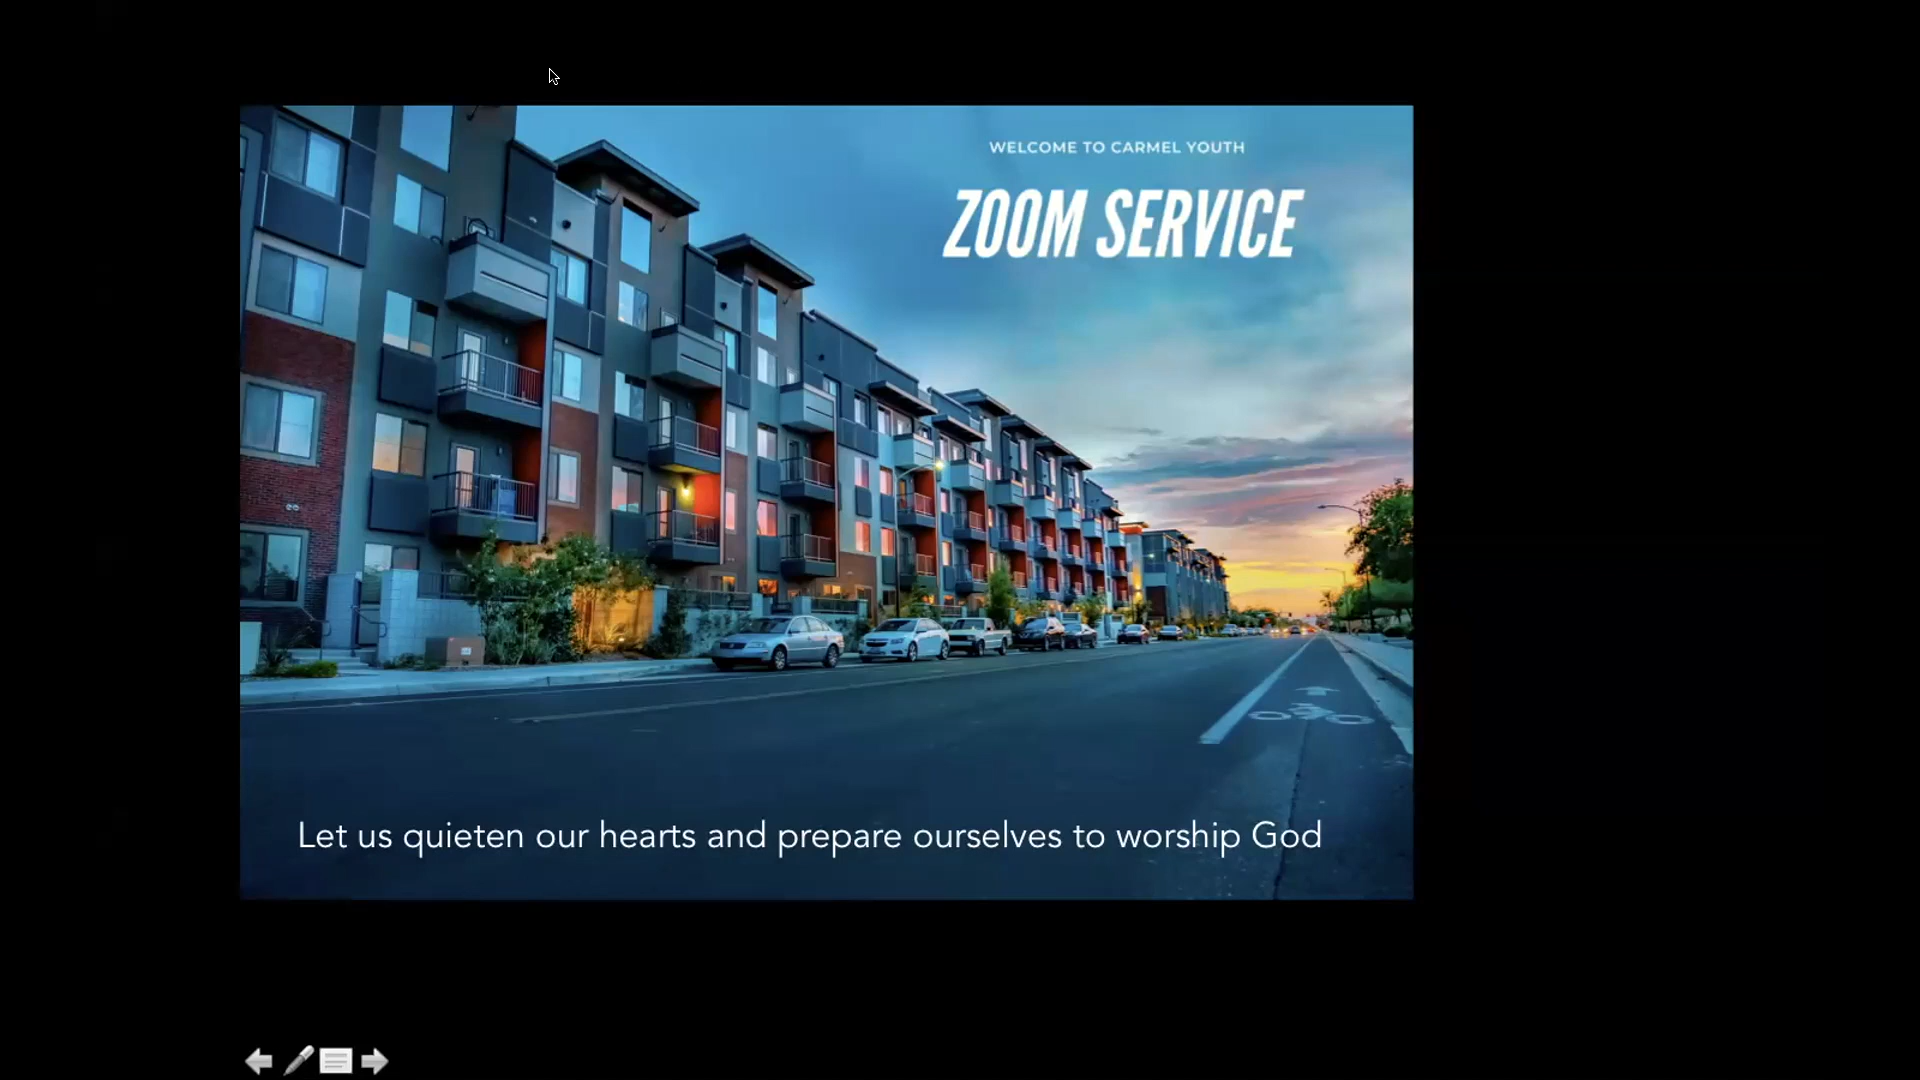 WELCOME TO CARMEL YOUTH
ZOOM SERVICE
Let us quieten our hearts and prepare ourselves to worship God